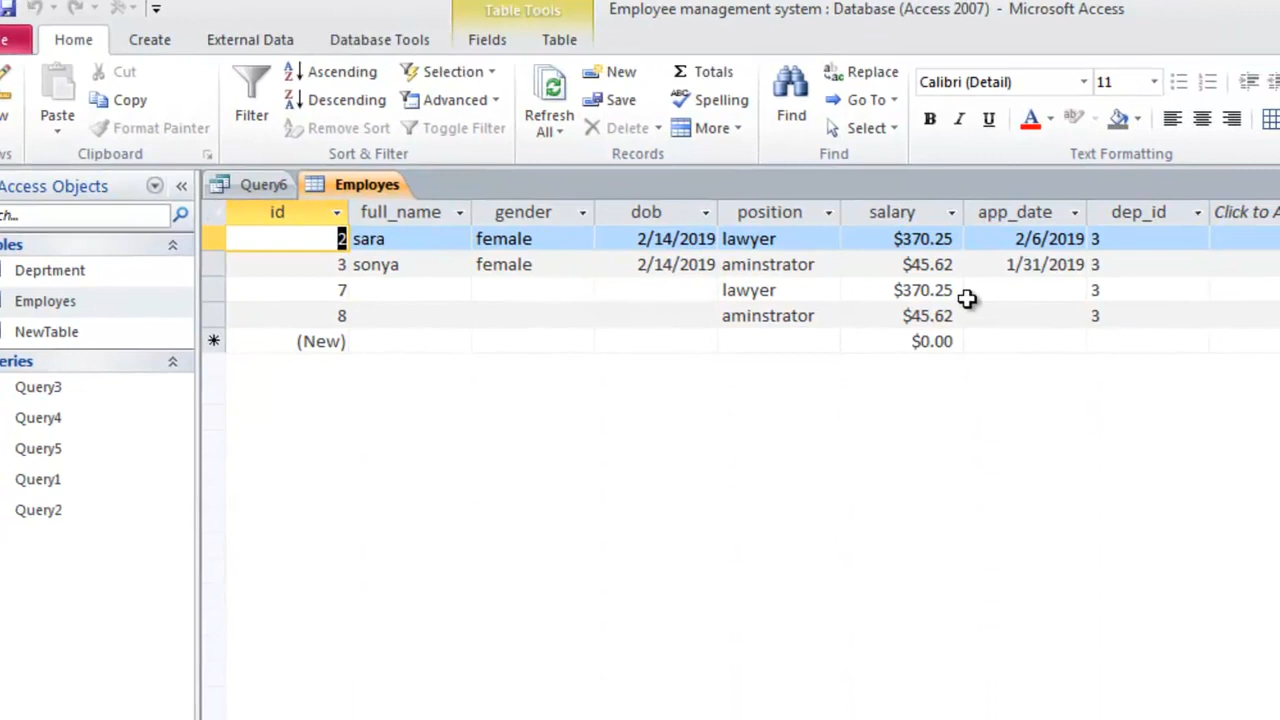 Table Tools
Employee management system : Database (Access 2007) - Microsoft Access
Home Create External Data Database Tools Fields Table
Cut
Copy
Format Painter
Paste
Clipboard
Filter
Ascending
Descending
Remove Sort
Selection
Advanced
Toggle Filter
Sort & Filter
Refresh
All
New
Save
Delete
Totals
Spelling
More
Records
Find
Replace
Go To
Select
Find
Calibri (Detail) 11
B I U A
Text Formatting
Access Objects
Query6 Employes
id full_name gender dob position salary app_date dep_id Click to A
2 sara female 2/14/2019 lawyer $370.25 2/6/2019 3
3 sonya female 2/14/2019 aminstrator $45.62 1/31/2019 3
7 lawyer $370.25 3
8 aminstrator $45.62 3
* (New) $0.00
ch...
bles
Deprtment
Employes
NewTable
eries
Query3
Query4
Query5
Query1
Query2